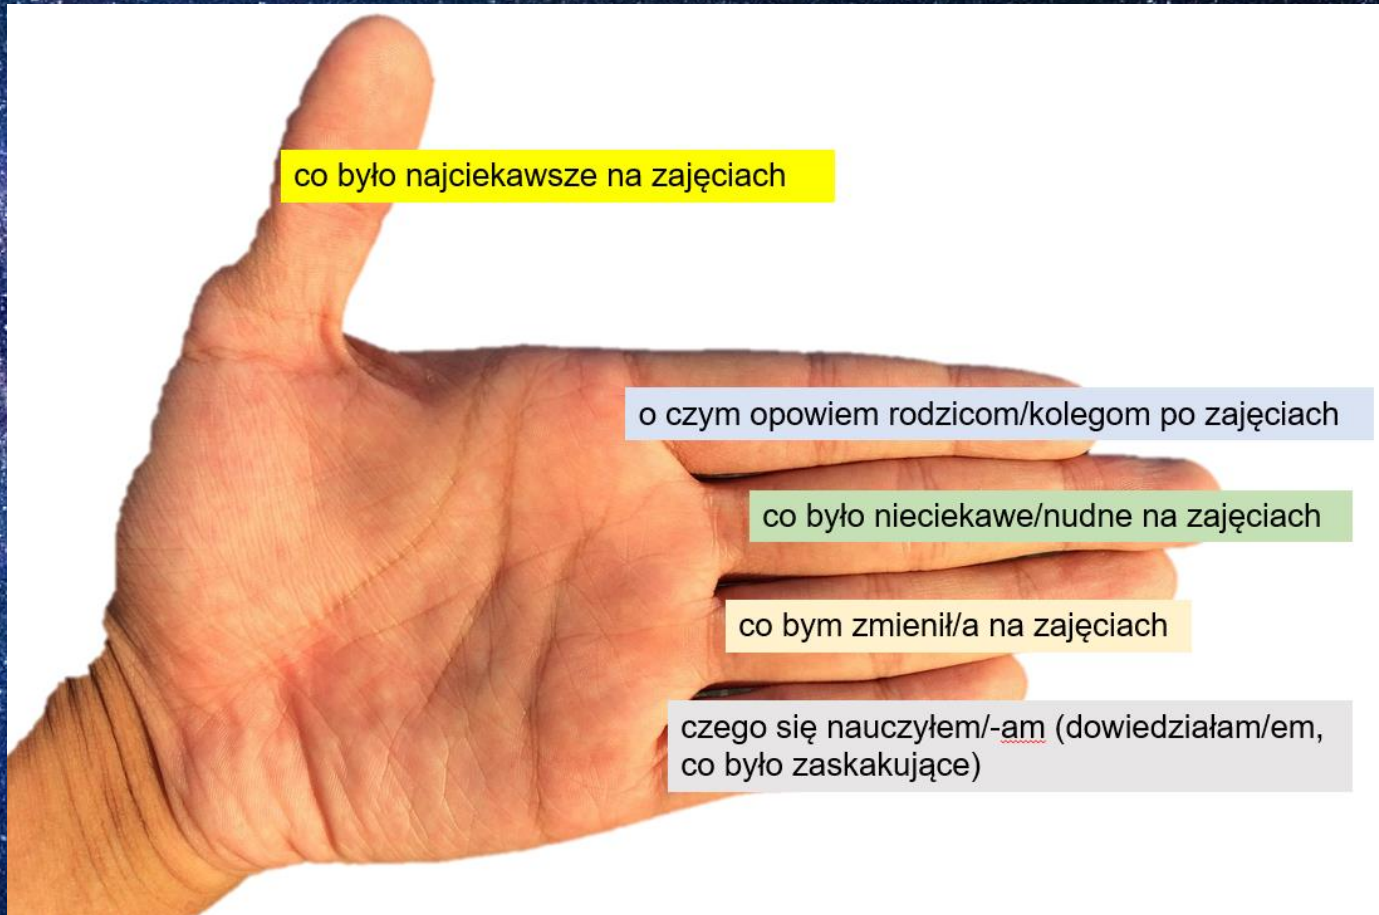 co było najciekawsze na zajęciach
o czym opowiem rodzicom/kolegom po zajęciach
co było nieciekawe/nudne na zajęciach
co bym zmienił/a na zajęciach
czego się nauczyłem/-am (dowiedziałam/em,
co było zaskakujące)